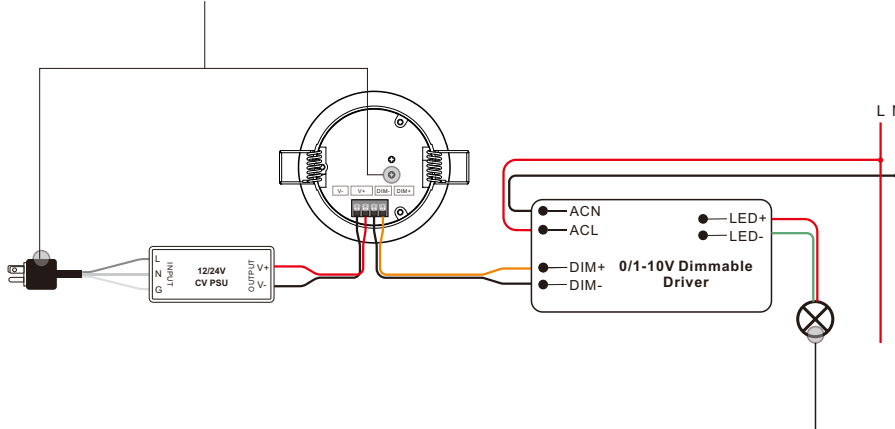 L N
V-
V+
DIM-
DIM+
ACN
ACL
LED+
LED-
L
N
G
INPUT
12/24V
CV PSU
OUTPUT
V+
V-
DIM+
DIM-
0/1-10V Dimmable
Driver